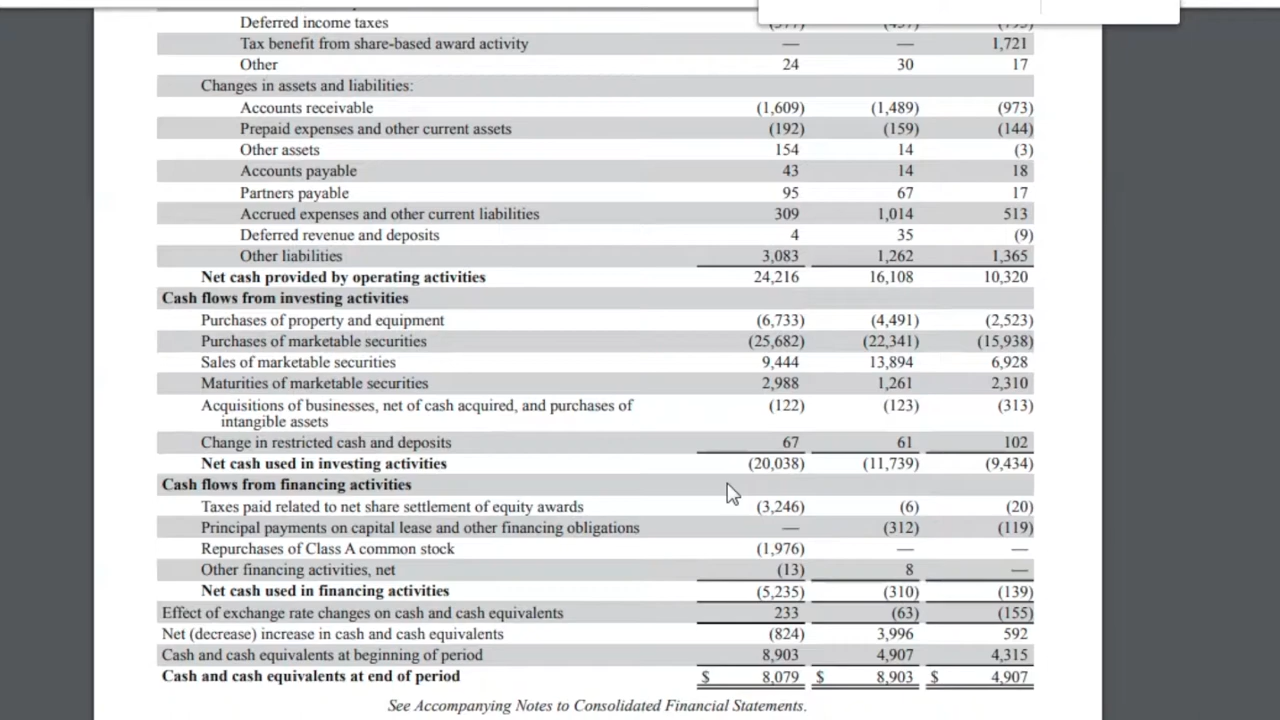 Deferred income taxes
Tax benefit from share-based award activity — — 1,721
Other 24 30 17
Changes in assets and liabilities:
Accounts receivable (1,609) (1,489) (973)
Prepaid expenses and other current assets (192) (159) (144)
Other assets 154 14 (3)
Accounts payable 43 14 18
Partners payable 95 67 17
Accrued expenses and other current liabilities 309 1,014 513
Deferred revenue and deposits 4 35 (9)
Other liabilities 3,083 1,262 1,365
Net cash provided by operating activities 24,216 16,108 10,320
Cash flows from investing activities
Purchases of property and equipment (6,733) (4,491) (2,523)
Purchases of marketable securities (25,682) (22,341) (15,938)
Sales of marketable securities 9,444 13,894 6,928
Maturities of marketable securities 2,988 1,261 2,310
Acquisitions of businesses, net of cash acquired, and purchases of (122) (123) (313)
intangible assets
Change in restricted cash and deposits 67 61 102
Net cash used in investing activities (20,038) (11,739) (9,434)
Cash flows from financing activities
Taxes paid related to net share settlement of equity awards (3,246) (6) (20)
Principal payments on capital lease and other financing obligations — (312) (119)
Repurchases of Class A common stock (1,976) — —
Other financing activities, net (13) 8 —
Net cash used in financing activities (5,235) (310) (139)
Effect of exchange rate changes on cash and cash equivalents 233 (63) (155)
Net (decrease) increase in cash and cash equivalents (824) 3,996 592
Cash and cash equivalents at beginning of period 8,903 4,907 4,315
Cash and cash equivalents at end of period $ 8,079 $ 8,903 $ 4,907
See Accompanying Notes to Consolidated Financial Statements.